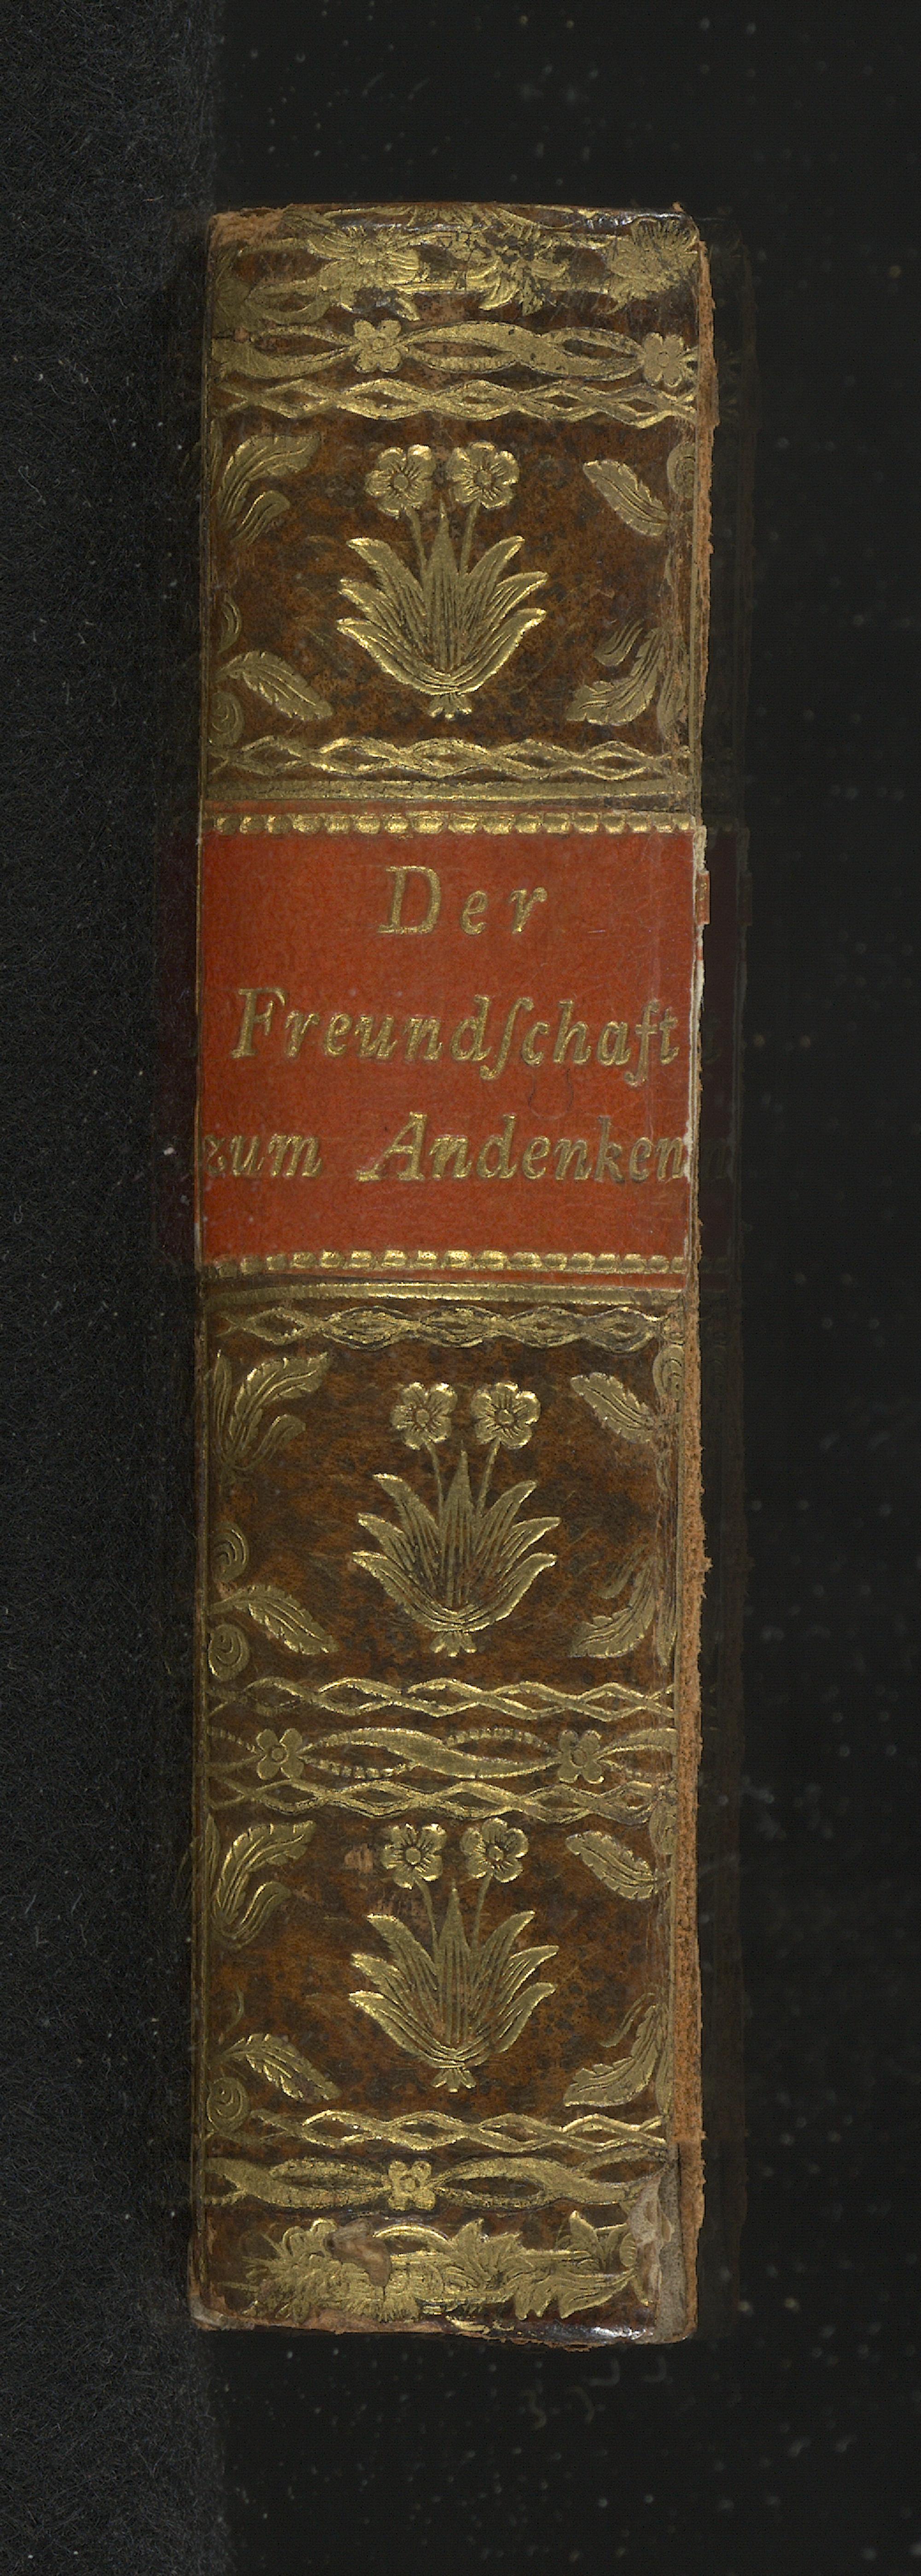 Der
Freundſchaft
zum Andenken